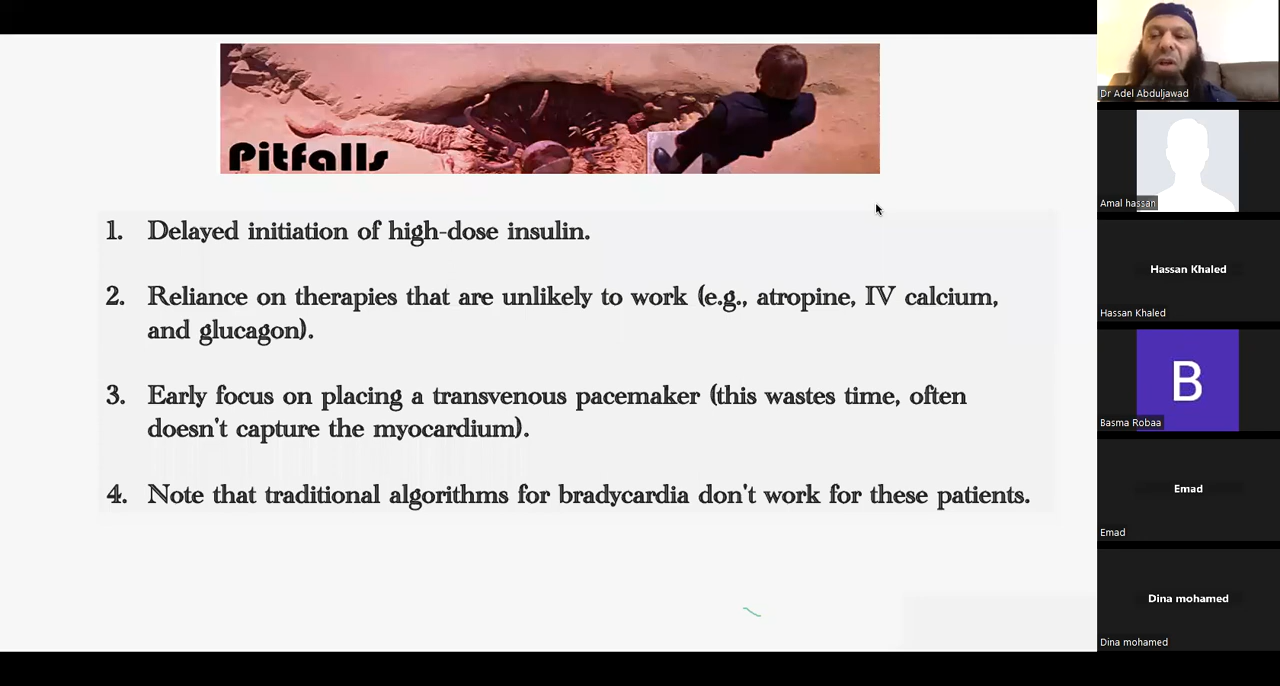 Pitfalls
1. Delayed initiation of high-dose insulin.
2. Reliance on therapies that are unlikely to work (e.g., atropine, IV calcium,
and glucagon).
3. Early focus on placing a transvenous pacemaker (this wastes time, often
doesn't capture the myocardium).
4. Note that traditional algorithms for bradycardia don't work for these patients.
Dr Adel Abduljawad
Amal hassan
Hassan Khaled
Hassan Khaled
B
Basma Robaa
Emad
Emad
Dina mohamed
Dina mohamed